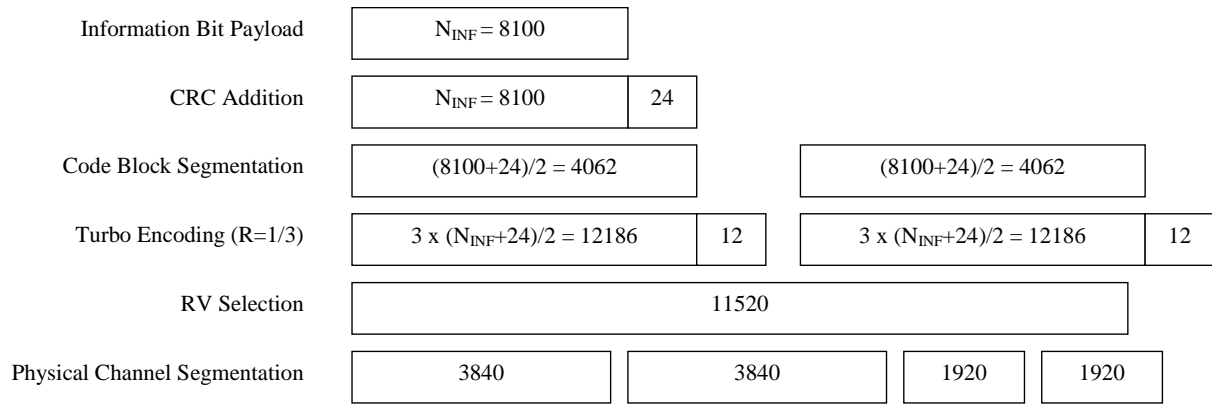 Information Bit Payload N_INF = 8100
CRC Addition N_INF = 8100 24
Code Block Segmentation (8100+24)/2 = 4062 (8100+24)/2 = 4062
Turbo Encoding (R=1/3) 3 x (N_INF+24)/2 = 12186 12 3 x (N_INF+24)/2 = 12186 12
RV Selection 11520
Physical Channel Segmentation 3840 3840 1920 1920